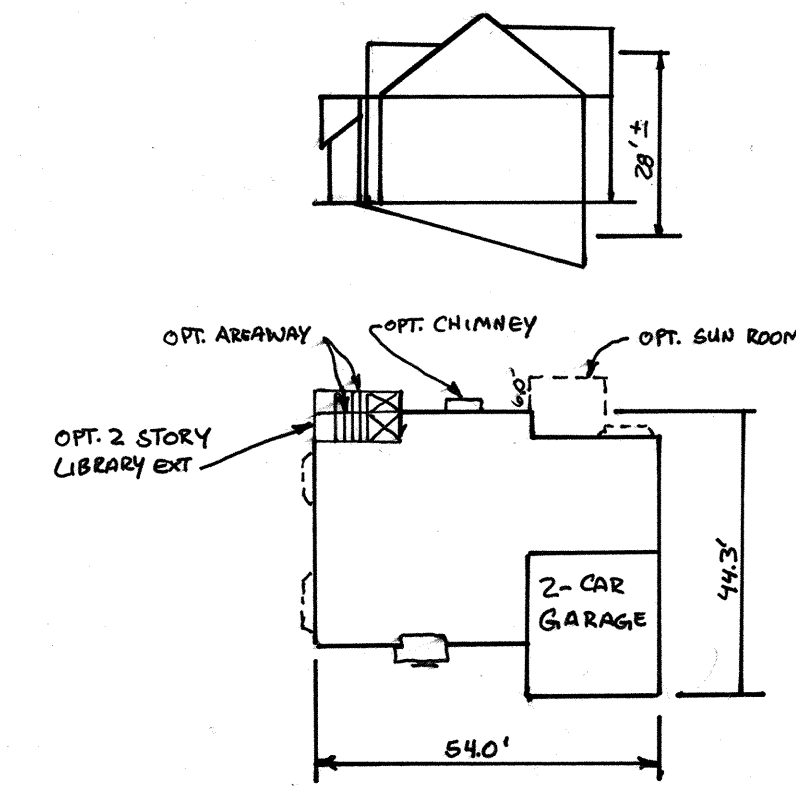 28' ±
OPT. AREAWAY
OPT. CHIMNEY
OPT. SUN ROOM
6.0'
OPT. 2 STORY
LIBRARY EXT
44.3'
2-CAR
GARAGE
54.0'